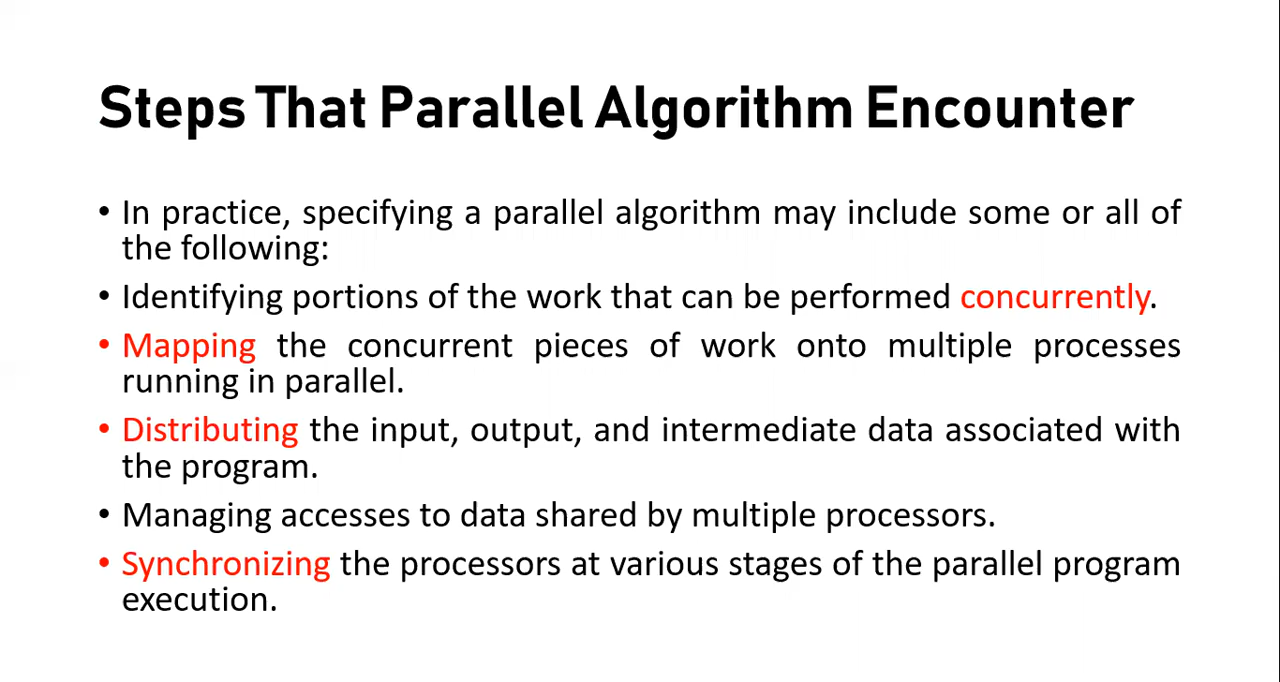 Steps That Parallel Algorithm Encounter
• In practice, specifying a parallel algorithm may include some or all of
the following:
• Identifying portions of the work that can be performed concurrently.
• Mapping the concurrent pieces of work onto multiple processes
running in parallel.
• Distributing the input, output, and intermediate data associated with
the program.
• Managing accesses to data shared by multiple processors.
• Synchronizing the processors at various stages of the parallel program
execution.